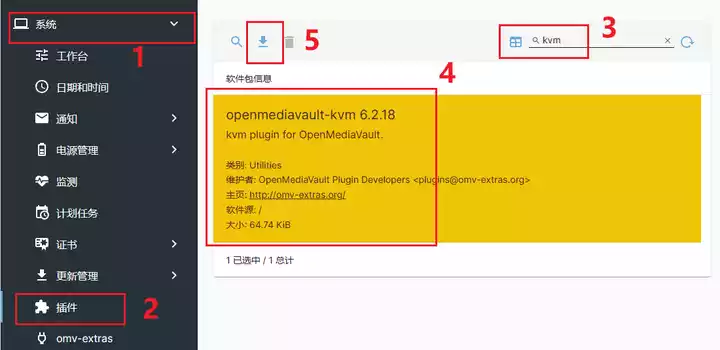 系统
1
工作台
日期和时间
通知
电源管理
监测
计划任务
证书
更新管理
插件
2
omv-extras
5
kvm
3
4
软件包信息
openmediavault-kvm 6.2.18
kvm plugin for OpenMediaVault.
类别: Utilities
维护者: OpenMediaVault Plugin Developers <plugins@omv-extras.org>
主页: http://omv-extras.org/
软件源: /
大小: 64.74 KiB
1 已选中 / 1 总计